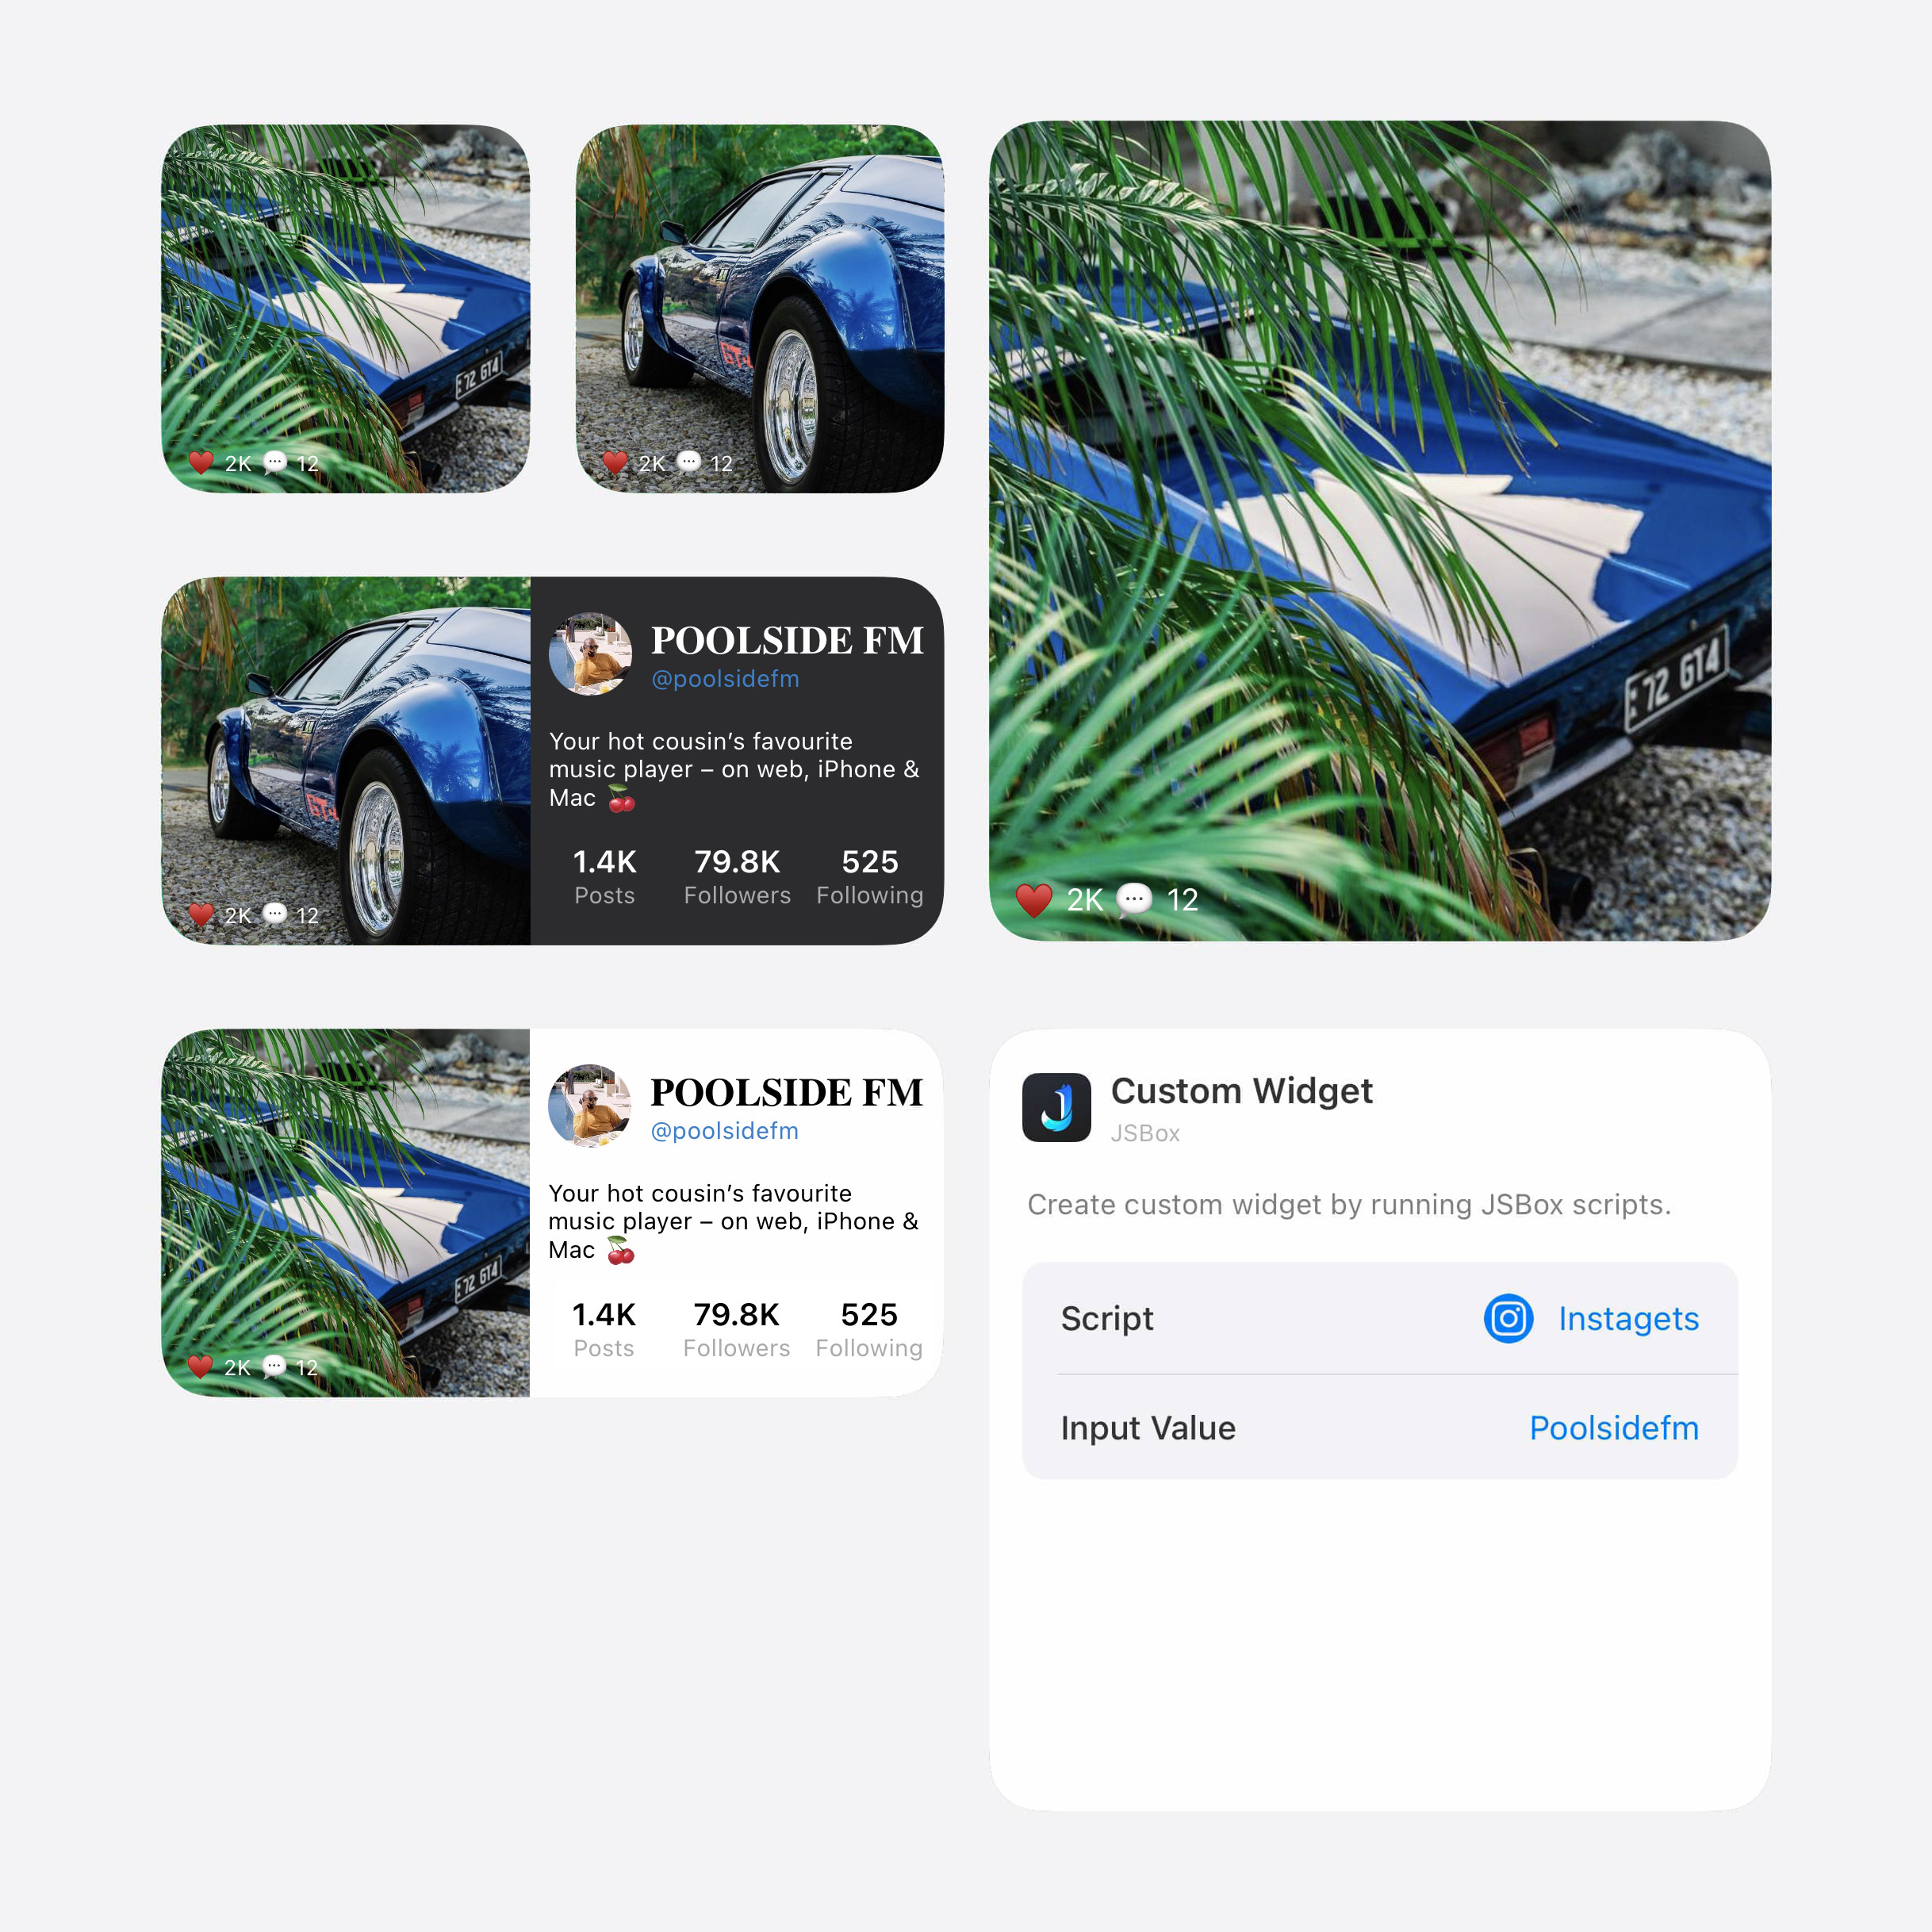 72 GT4
❤️ 2K 💬 12
GT4
❤️ 2K 💬 12
72 GT4
❤️ 2K 💬 12
GT4
❤️ 2K 💬 12
POOLSIDE FM
@poolsidefm
Your hot cousin’s favourite
music player – on web, iPhone &
Mac 🍒
1.4K 79.8K 525
Posts Followers Following
72 GT4
❤️ 2K 💬 12
POOLSIDE FM
@poolsidefm
Your hot cousin’s favourite
music player – on web, iPhone &
Mac 🍒
1.4K 79.8K 525
Posts Followers Following
Custom Widget
JSBox
Create custom widget by running JSBox scripts.
Script Instagets
Input Value Poolsidefm